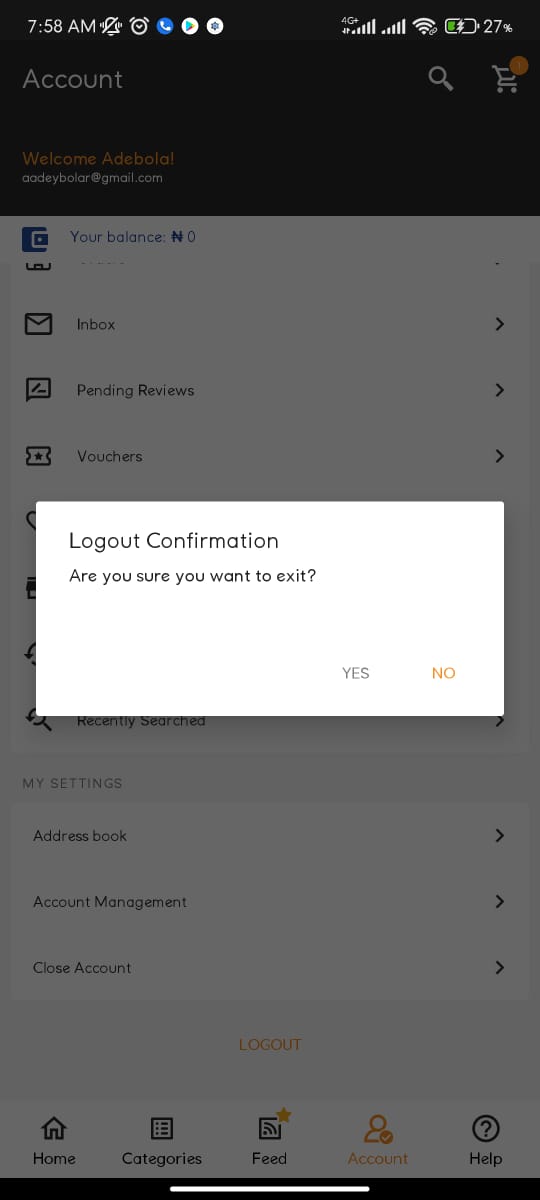 7:58 AM
4G+
27%
Account
1
Welcome Adebola!
aadeybolar@gmail.com
Your balance: ₦ 0
Inbox
Pending Reviews
Vouchers
Logout Confirmation
Are you sure you want to exit?
YES NO
Recently Searched
MY SETTINGS
Address book
Account Management
Close Account
LOGOUT
Home Categories Feed Account Help